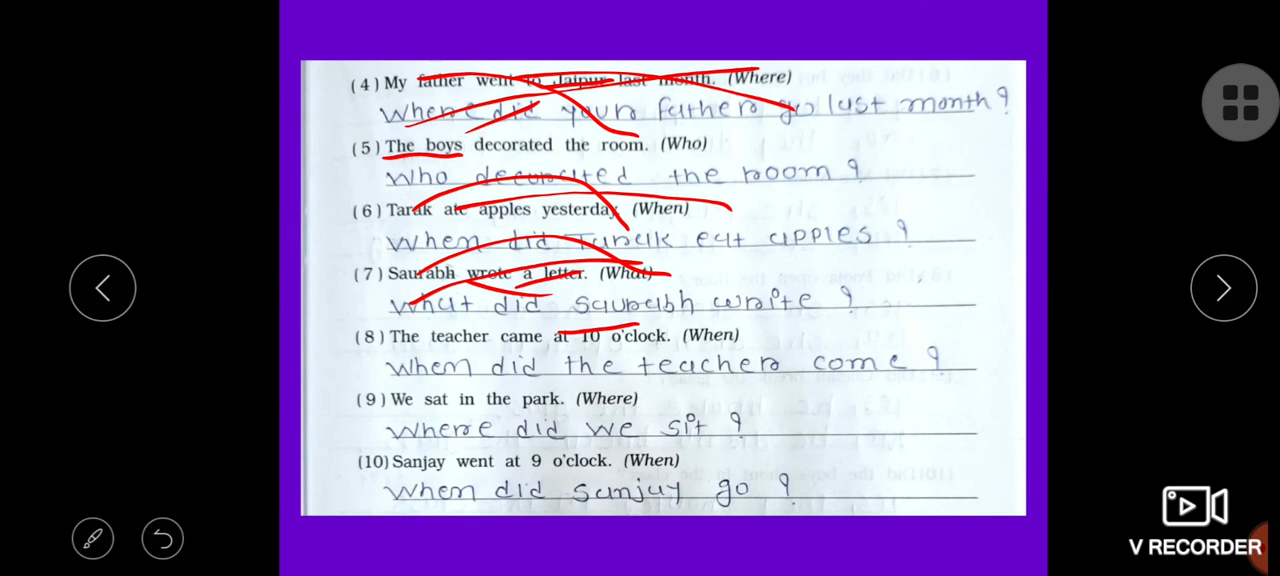 (4) My father went to Jaipur last month. (Where)
Where did your father go last month?
(5) The boys decorated the room. (Who)
Who decorated the room?
(6) Tarak ate apples yesterday. (When)
When did Tarak eat apples?
(7) Saurabh wrote a letter. (What)
What did Saurabh write?
(8) The teacher came at 10 o'clock. (When)
When did the teacher come?
(9) We sat in the park. (Where)
Where did we sit?
(10) Sanjay went at 9 o'clock. (When)
When did Sanjay go?
V RECORDER